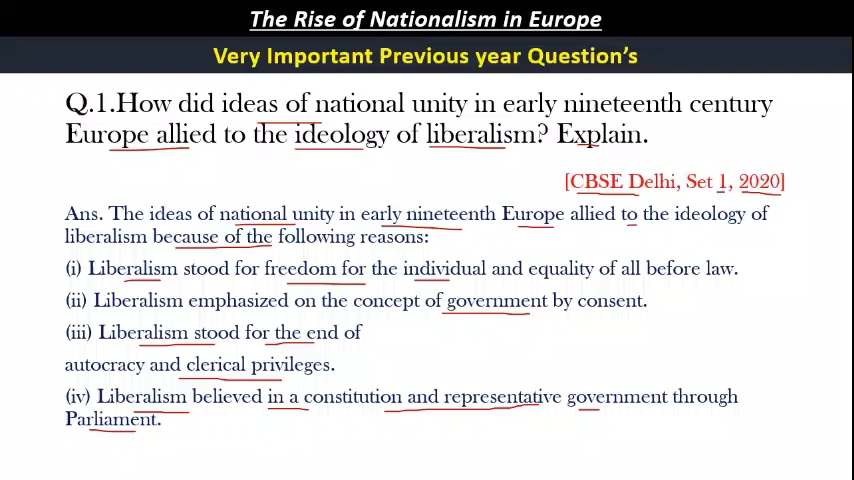 The Rise of Nationalism in Europe
Very Important Previous year Question's
Q.1.How did ideas of national unity in early nineteenth century
Europe allied to the ideology of liberalism? Explain.
[CBSE Delhi, Set 1, 2020]
Ans. The ideas of national unity in early nineteenth Europe allied to the ideology of
liberalism because of the following reasons:
(i) Liberalism stood for freedom for the individual and equality of all before law.
(ii) Liberalism emphasized on the concept of government by consent.
(iii) Liberalism stood for the end of
autocracy and clerical privileges.
(iv) Liberalism believed in a constitution and representative government through
Parliament.